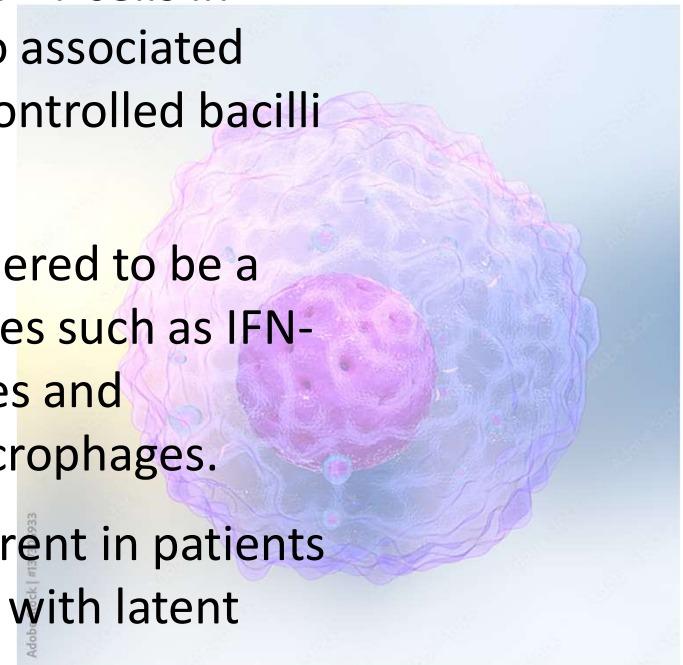 o associated
ontrolled bacilli
ered to be a
es such as IFN-
es and
crophages.
rent in patients
with latent